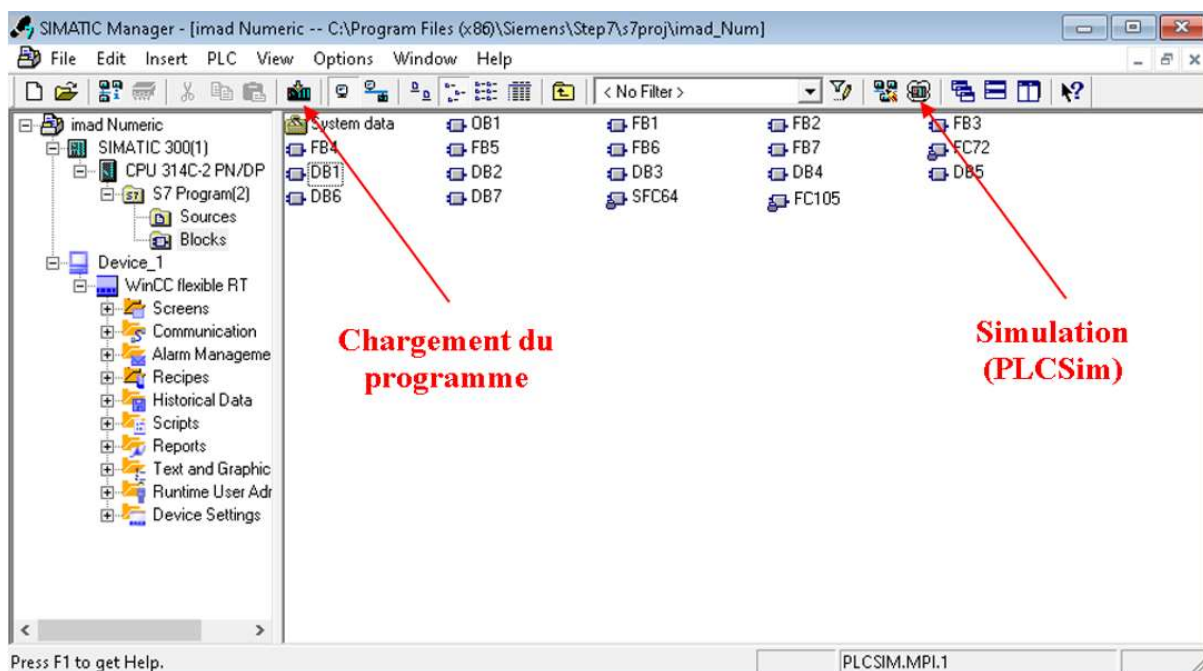 SIMATIC Manager - [imad Numeric -- C:\Program Files (x86)\Siemens\Step7\s7proj\imad_Num]
File Edit Insert PLC View Options Window Help
< No Filter >
imad Numeric
SIMATIC 300(1)
CPU 314C-2 PN/DP
S7 Program(2)
Sources
Blocks
Device_1
WinCC flexible RT
Screens
Communication
Alarm Manageme
Recipes
Historical Data
Scripts
Reports
Text and Graphic
Runtime User Adr
Device Settings
System data OB1 FB1 FB2 FB3
FB4 FB5 FB6 FB7 FC72
DB1 DB2 DB3 DB4 DB5
DB6 DB7 SFC64 FC105
Chargement du
programme
Simulation
(PLCSim)
Press F1 to get Help.
PLCSIM.MPI.1